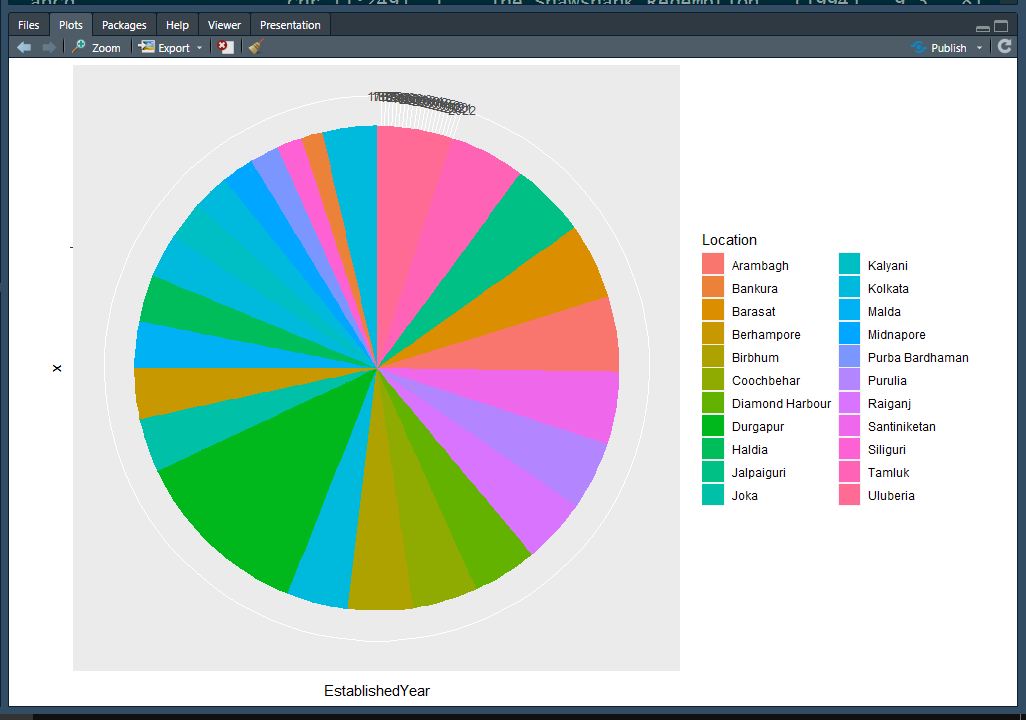 Files Plots Packages Help Viewer Presentation
Zoom Export Publish
2022
x
EstablishedYear
Location
Arambagh
Bankura
Barasat
Berhampore
Birbhum
Coochbehar
Diamond Harbour
Durgapur
Haldia
Jalpaiguri
Joka
Kalyani
Kolkata
Malda
Midnapore
Purba Bardhaman
Purulia
Raiganj
Santiniketan
Siliguri
Tamluk
Uluberia